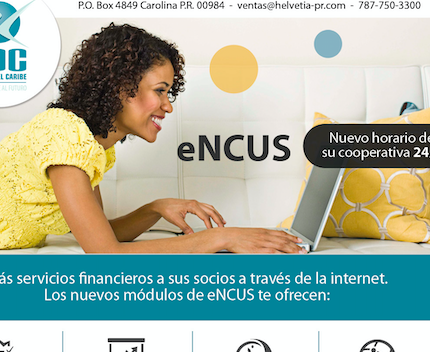 P.O. Box 4849 Carolina P.R. 00984 - ventas@helvetia-pr.com - 787-750-3300
L CARIBE
eNCUS
Nuevo horario de
su cooperativa 24
servicios financieros a sus socios a través de la internet.
Los nuevos módulos de eNCUS te ofrecen: